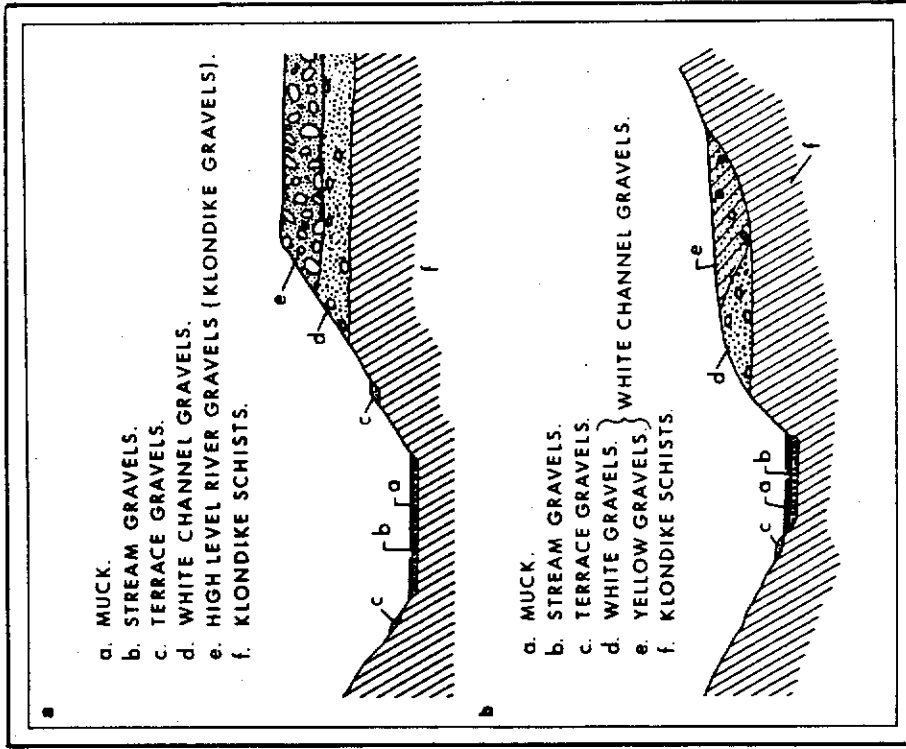 a
a. MUCK.
b. STREAM GRAVELS.
c. TERRACE GRAVELS.
d. WHITE CHANNEL GRAVELS.
e. HIGH LEVEL RIVER GRAVELS (KLONDIKE GRAVELS).
f. KLONDIKE SCHISTS.
c
b
a
c
d
e
f
b
a. MUCK.
b. STREAM GRAVELS.
c. TERRACE GRAVELS.
d. WHITE GRAVELS. } WHITE CHANNEL GRAVELS.
e. YELLOW GRAVELS.
f. KLONDIKE SCHISTS.
c
a
b
d
e
f